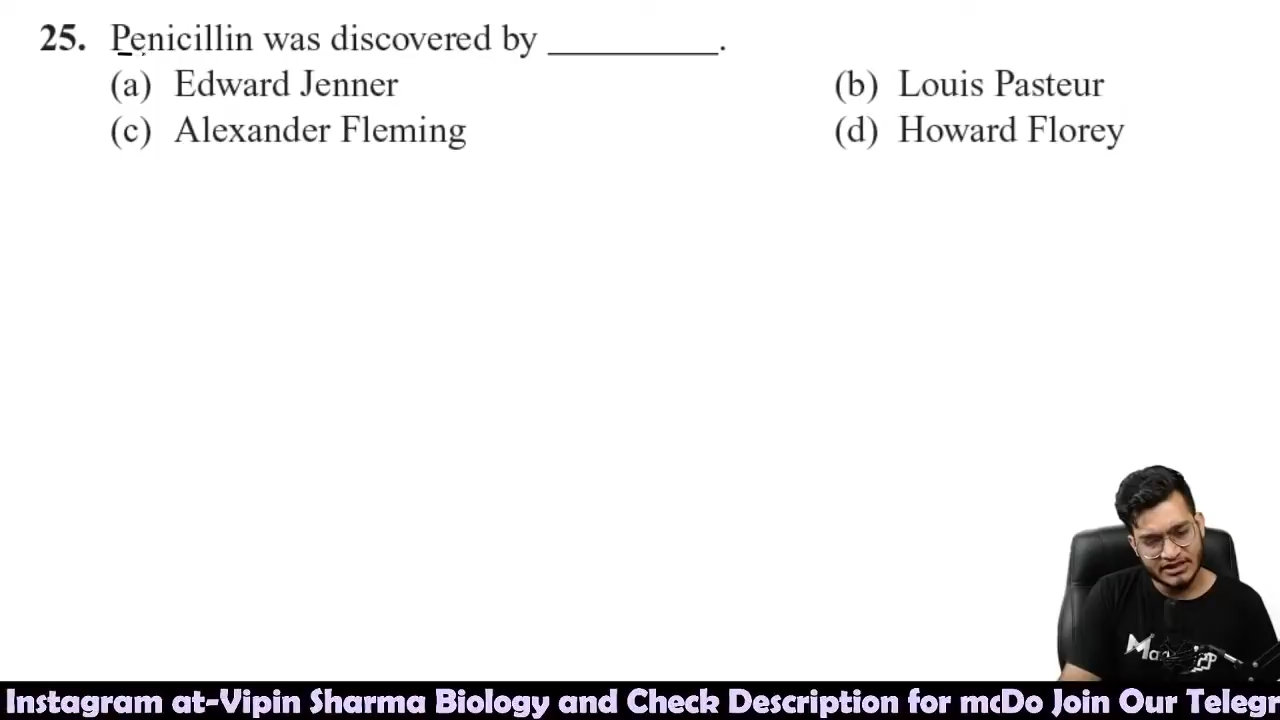 25. Penicillin was discovered by _________.
(a) Edward Jenner (b) Louis Pasteur
(c) Alexander Fleming (d) Howard Florey
Instagram at-Vipin Sharma Biology and Check Description for mcDo Join Our Telegr